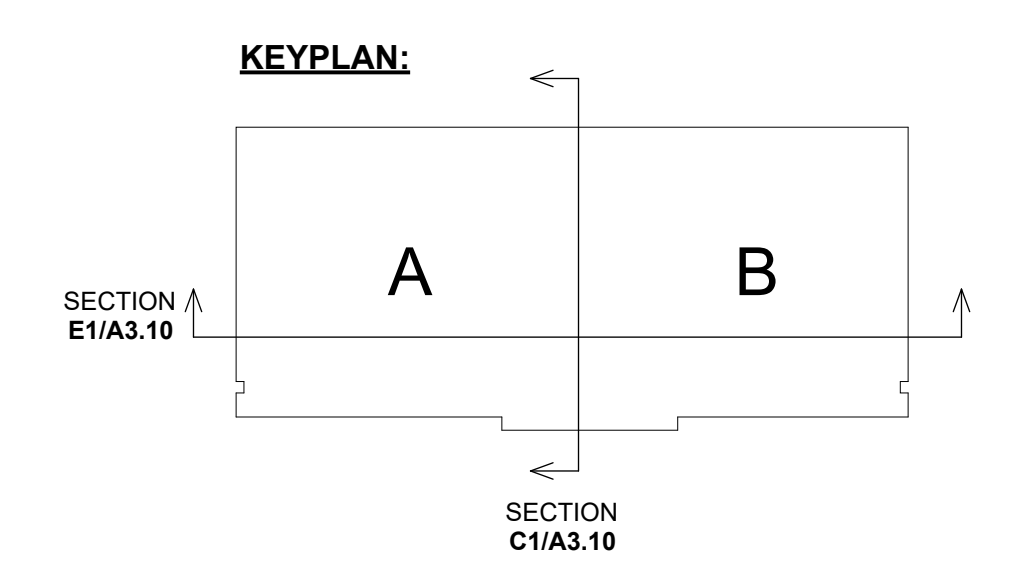 KEYPLAN:
A
B
SECTION
E1/A3.10
SECTION
C1/A3.10